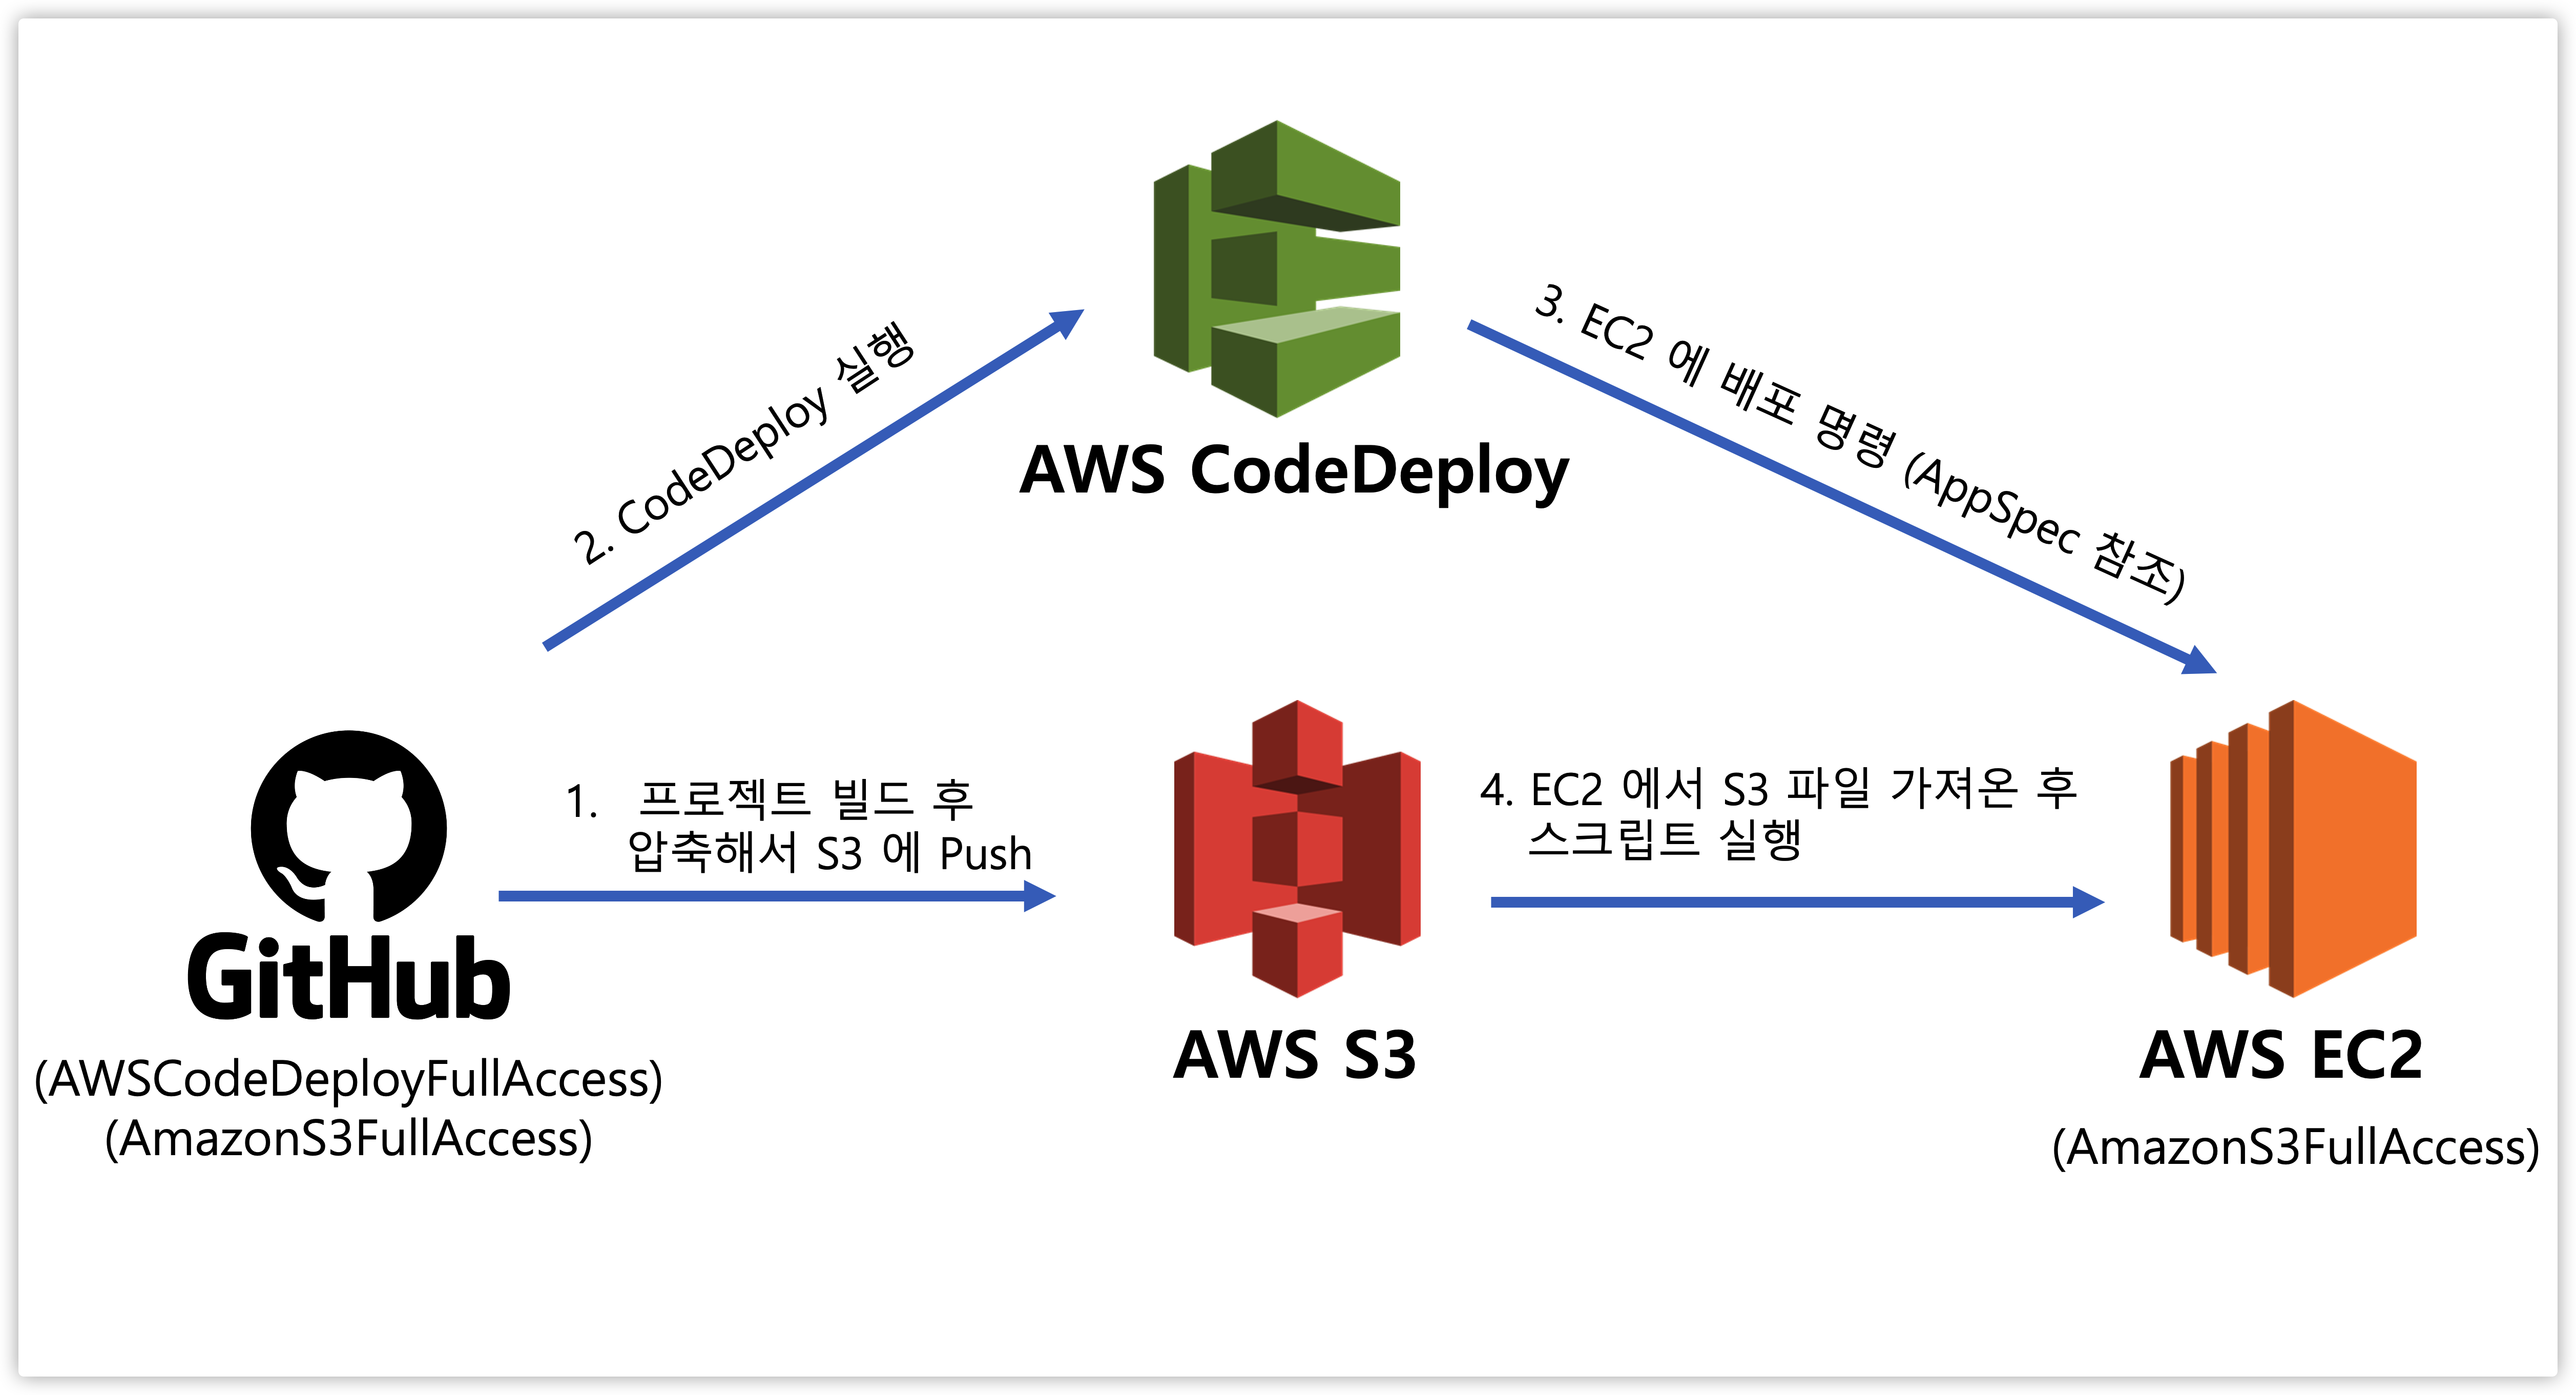 AWS CodeDeploy
2. CodeDeploy 실행
3. EC2 에 배포 명령 (AppSpec 참조)
GitHub
(AWSCodeDeployFullAccess)
(AmazonS3FullAccess)
1. 프로젝트 빌드 후
압축해서 S3 에 Push
AWS S3
4. EC2 에서 S3 파일 가져온 후
스크립트 실행
AWS EC2
(AmazonS3FullAccess)